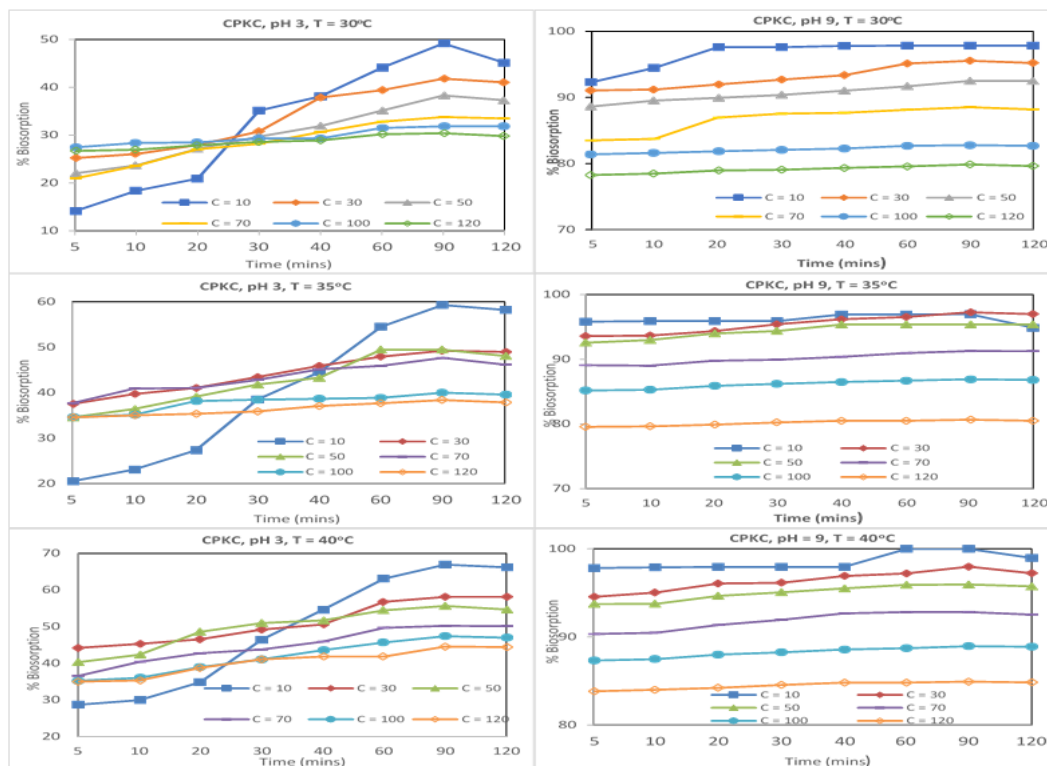 CPKC, pH 3, T = 30°C
% Biosorption
50
40
30
20
10
C = 10 C = 30 C = 50
C = 70 C = 100 C = 120
5 10 20 30 40 60 90 120
Time (mins)
CPKC, pH 9, T = 30°C
% Biosorption
100
90
80
70
C = 10 C = 30 C = 50
C = 70 C = 100 C = 120
5 10 20 30 40 60 90 120
Time (mins)
CPKC, pH 3, T = 35°C
% Biosorption
60
50
40
30
20
C = 10 C = 30
C = 50 C = 70
C = 100 C = 120
5 10 20 30 40 60 90 120
Time (mins)
CPKC, pH 9, T = 35°C
% Biosorption
100
90
80
70
C = 10 C = 30
C = 50 C = 70
C = 100 C = 120
5 10 20 30 40 60 90 120
Time (mins)
CPKC, pH 3, T = 40°C
% Biosorption
70
60
50
40
30
20
C = 10 C = 30 C = 50
C = 70 C = 100 C = 120
5 10 20 30 40 60 90 120
Time (mins)
CPKC, pH = 9, T = 40°C
% Biosorption
100
90
80
C = 10 C = 30
C = 50 C = 70
C = 100 C = 120
5 10 20 30 40 60 90 120
Time (mins)